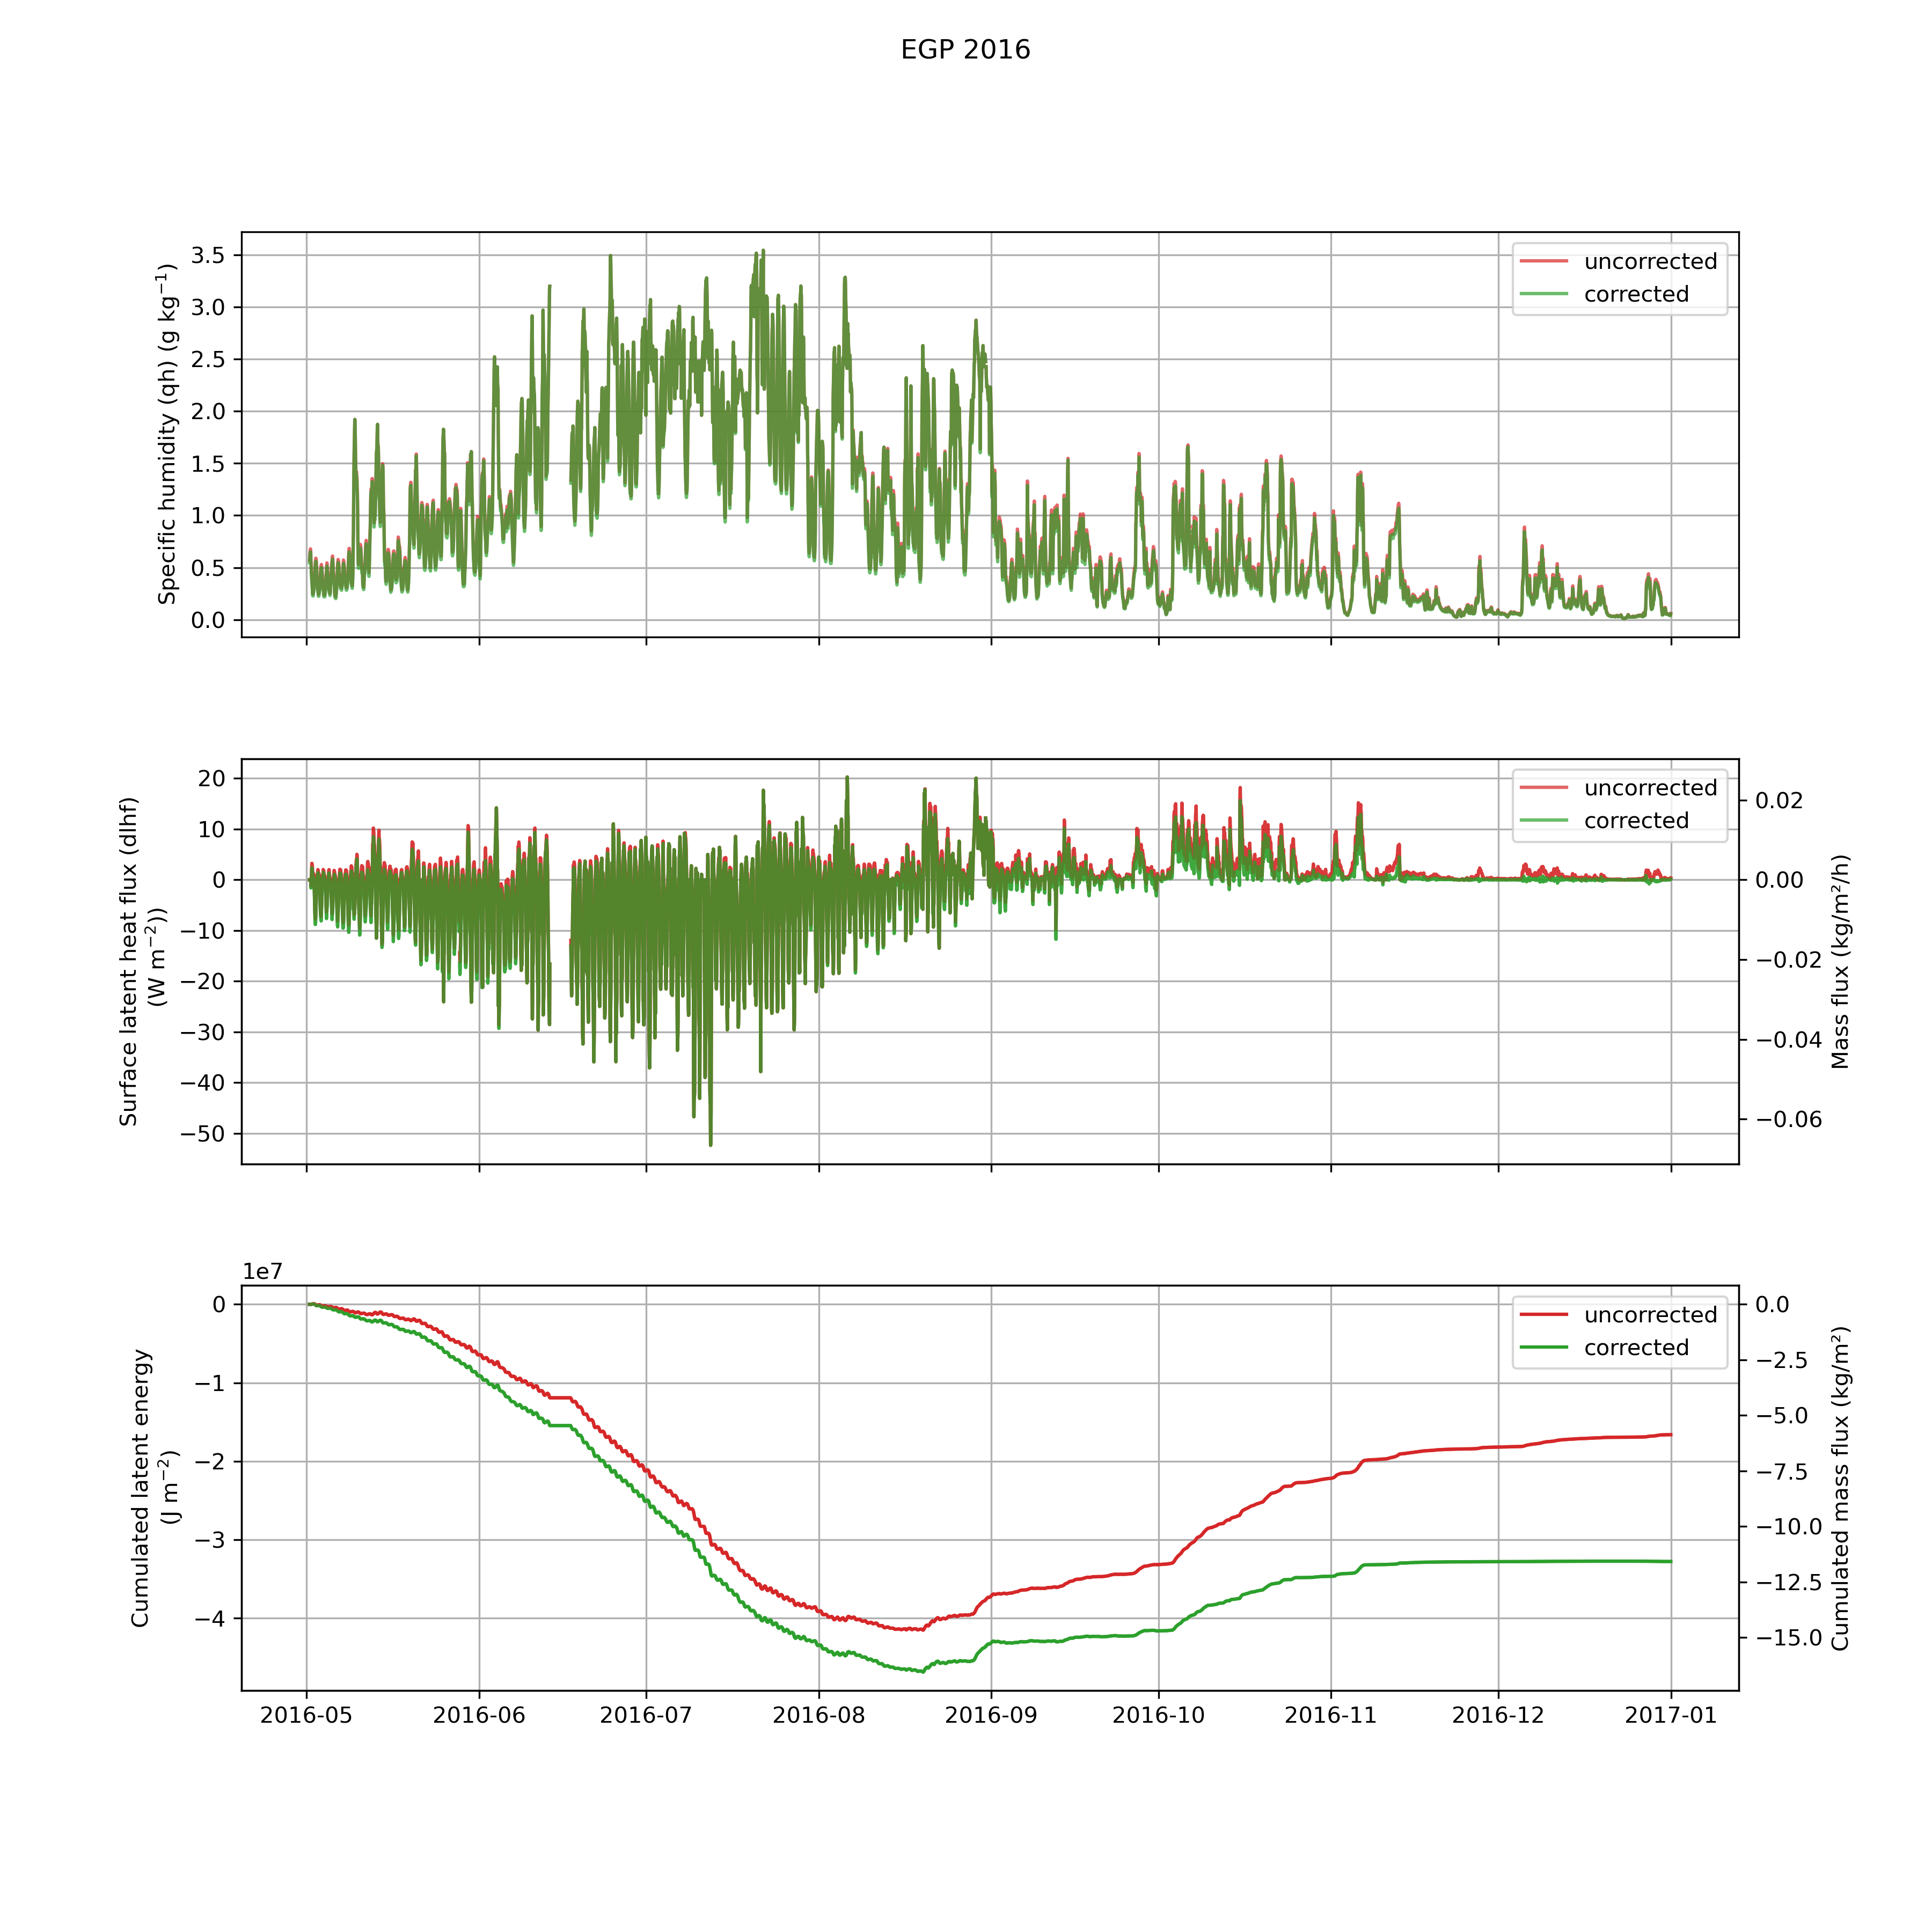 EGP 2016
Specific humidity (qh) (g kg⁻¹)
3.5
3.0
2.5
2.0
1.5
1.0
0.5
0.0
uncorrected
corrected
Surface latent heat flux (dlhf)
(W m⁻²))
20
10
0
−10
−20
−30
−40
−50
uncorrected
corrected
0.02
0.00
−0.02
−0.04
−0.06
Mass flux (kg/m²/h)
1e7
Cumulated latent energy
(J m⁻²)
0
−1
−2
−3
−4
uncorrected
corrected
0.0
−2.5
−5.0
−7.5
−10.0
−12.5
−15.0
Cumulated mass flux (kg/m²)
2016-05 2016-06 2016-07 2016-08 2016-09 2016-10 2016-11 2016-12 2017-01